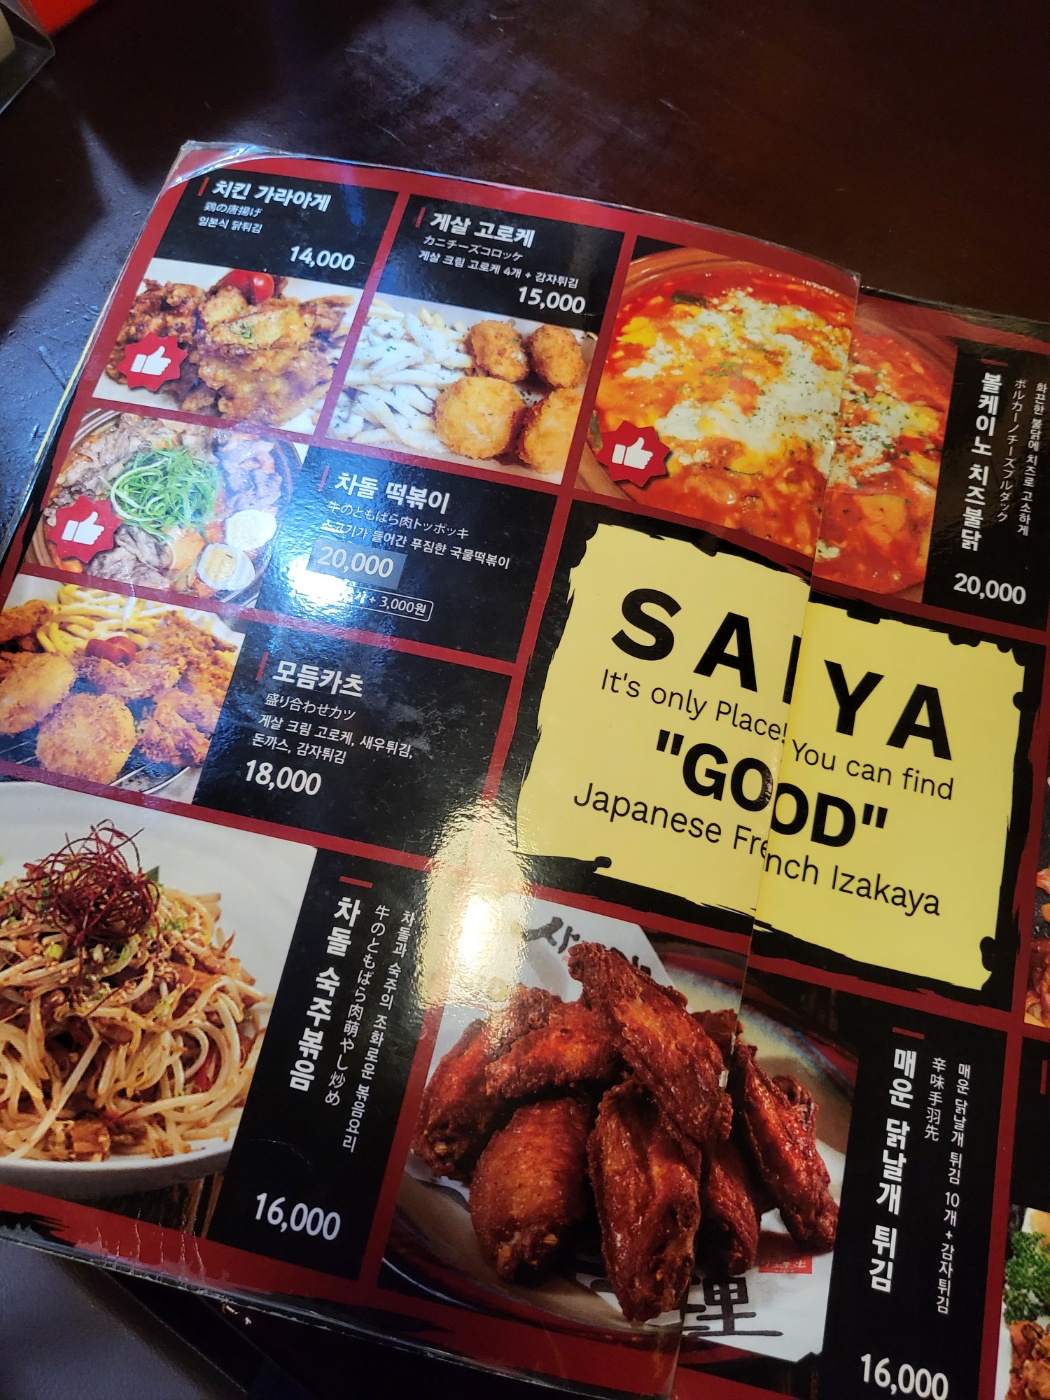 치킨 가라아게
鶏の唐揚げ
일본식 닭튀김
14,000
게살 고로케
カニチーズコロッケ
게살 크림 고로케 4개 + 감자튀김
15,000
볼케이노 치즈불닭
ボルカーノチーズプルダック
화끈한 불닭에 치즈로 고소하게
20,000
차돌 떡볶이
牛のともばら肉トッポッキ
소고기가 들어간 푸짐한 국물떡볶이
20,000
+ 3,000원
모듬카츠
盛り合わせカツ
게살 크림 고로케, 새우튀김,
돈까스, 감자튀김
18,000
SAIYA
It's only Place! You can find
"GOOD"
Japanese French Izakaya
차돌 숙주볶음
牛のともばら肉萌やし炒め
차돌과 숙주의 조화로운 볶음요리
16,000
理
매운 닭날개 튀김
辛味手羽先
매운 닭날개 튀김 10개 + 감자튀김
16,000